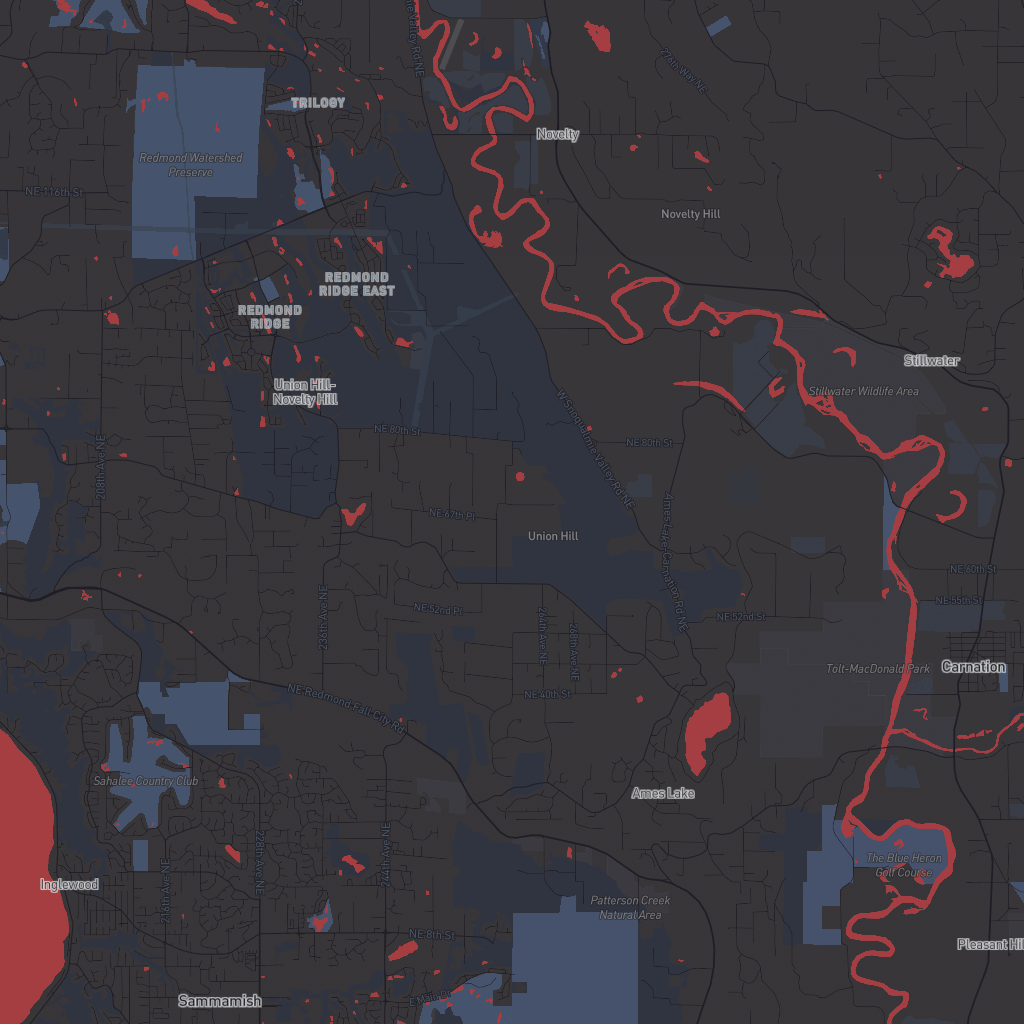 TRILOGY
Novelty
Redmond Watershed
Preserve
NE 116th St
Novelty Hill
REDMOND
RIDGE EAST
REDMOND
RIDGE
Union Hill-
Novelty Hill
Stillwater
Stillwater Wildlife Area
W Snoqualmie Valley Rd NE
NE 80th St
NE 80th St
208th Ave NE
NE 67th Pl
Union Hill
Ames Lake-Carnation Rd NE
NE 60th St
NE 55th St
236th Ave NE
NE 52nd Pl
NE 52nd St
264th Ave NE
268th Ave NE
Tolt-MacDonald Park
Carnation
NE 40th St
NE Redmond Fall City Rd
Sahalee Country Club
Ames Lake
228th Ave NE
244th Ave NE
216th Ave NE
Inglewood
The Blue Heron
Golf Course
Patterson Creek
Natural Area
NE 8th St
Pleasant Hil
Sammamish
E Main Dr